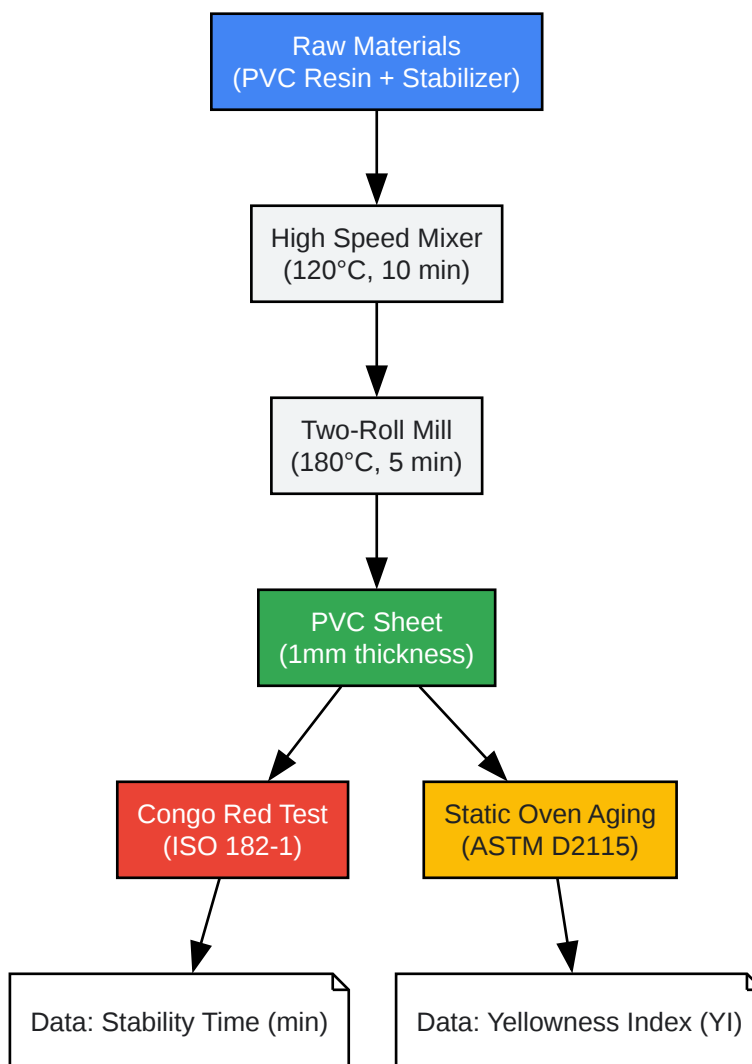 Raw Materials
(PVC Resin + Stabilizer)
High Speed Mixer
(120°C, 10 min)
Two-Roll Mill
(180°C, 5 min)
PVC Sheet
(1mm thickness)
Congo Red Test
(ISO 182-1)
Static Oven Aging
(ASTM D2115)
Data: Stability Time (min)
Data: Yellowness Index (YI)